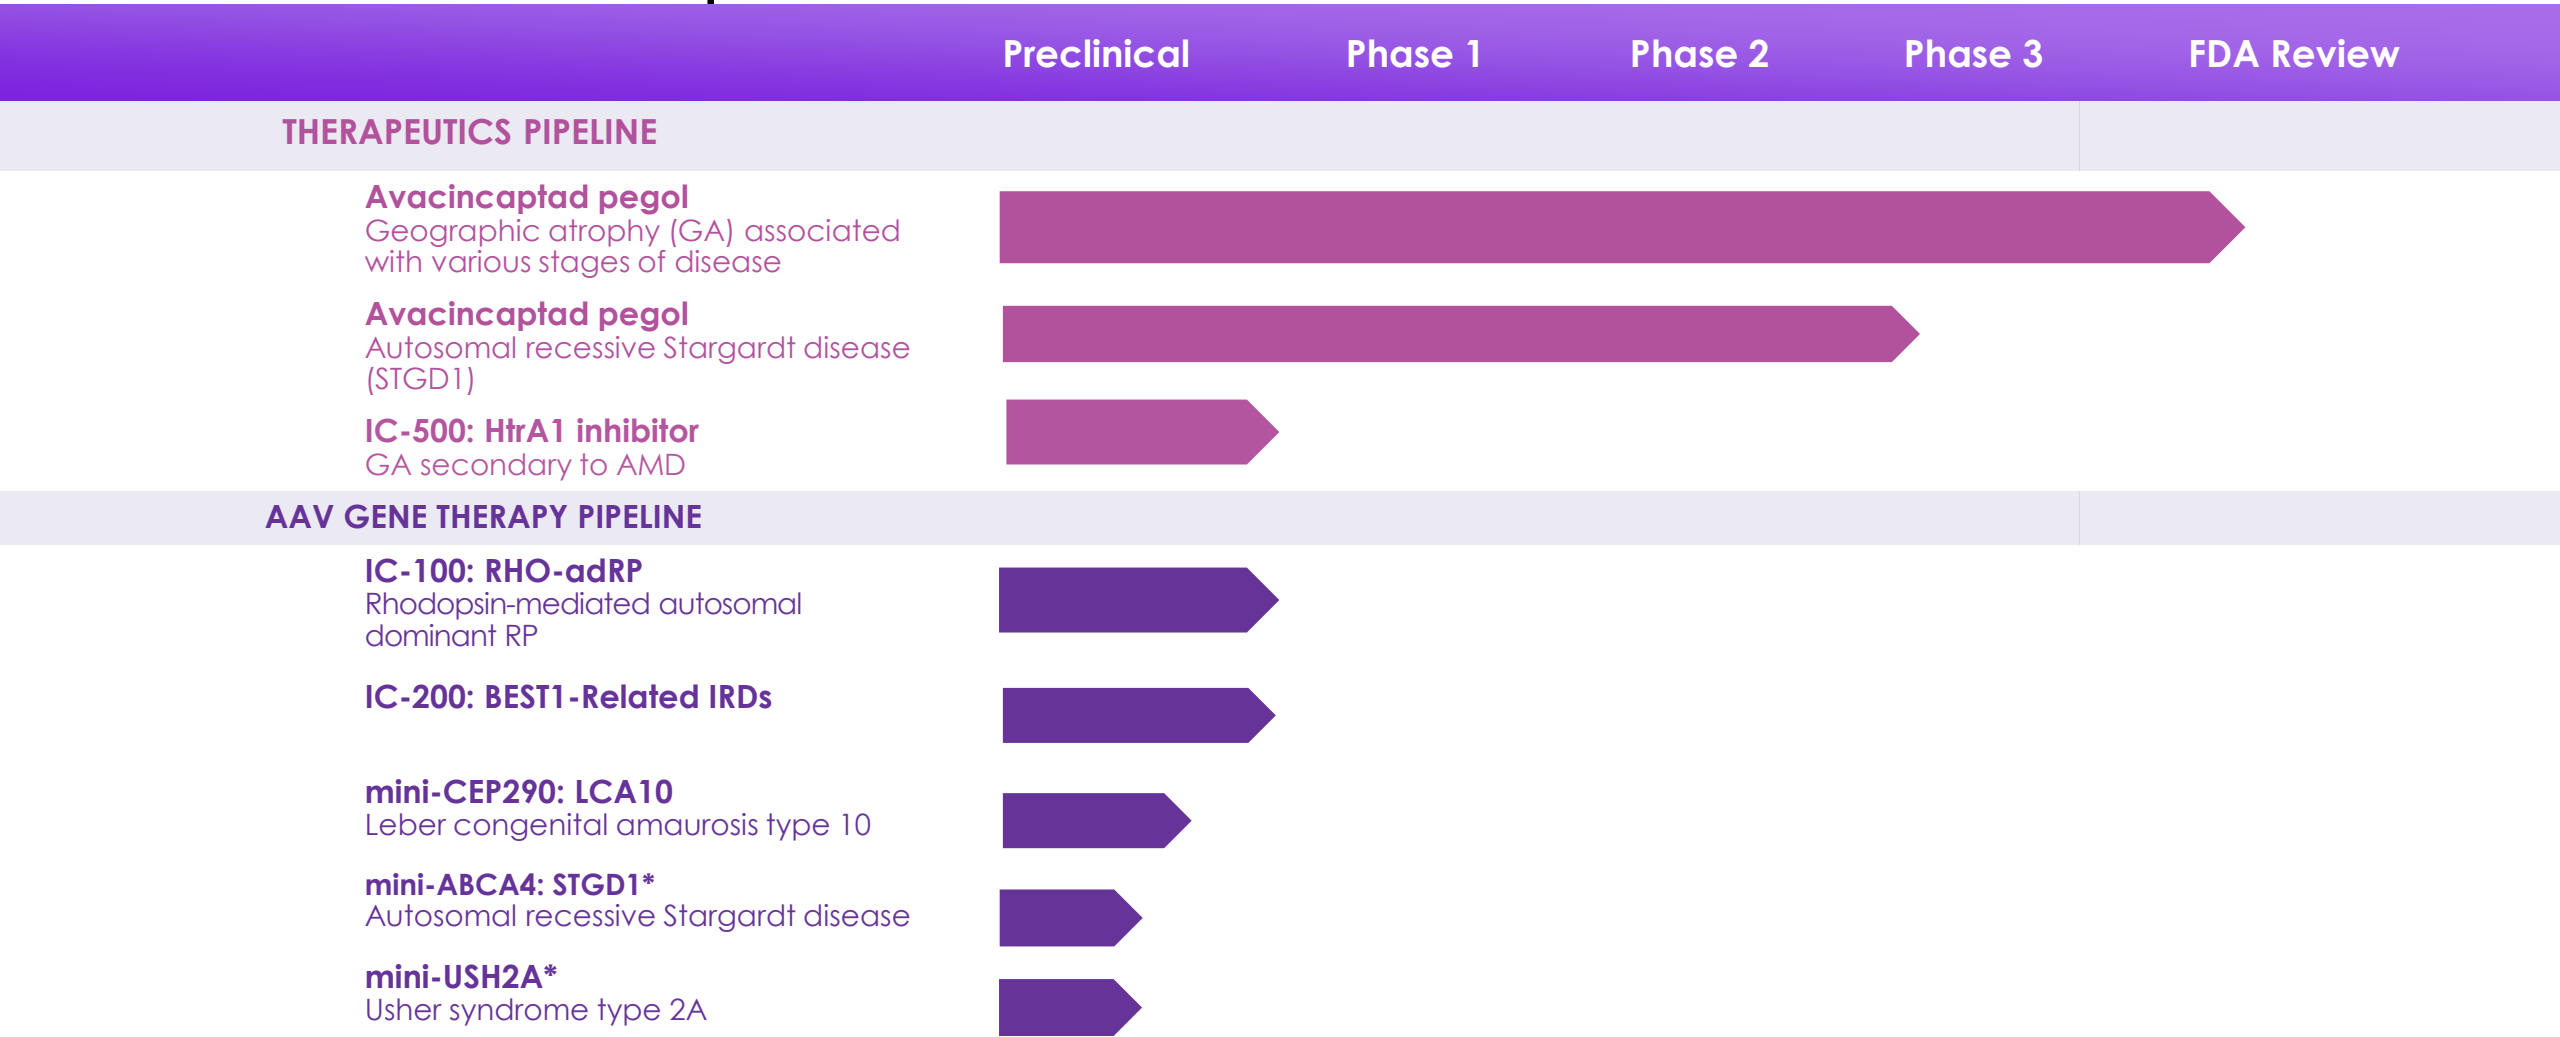 Preclinical Phase 1 Phase 2 Phase 3 FDA Review
THERAPEUTICS PIPELINE
Avacincaptad pegol
Geographic atrophy (GA) associated
with various stages of disease
Avacincaptad pegol
Autosomal recessive Stargardt disease
(STGD1)
IC-500: HtrA1 inhibitor
GA secondary to AMD
AAV GENE THERAPY PIPELINE
IC-100: RHO-adRP
Rhodopsin-mediated autosomal
dominant RP
IC-200: BEST1-Related IRDs
mini-CEP290: LCA10
Leber congenital amaurosis type 10
mini-ABCA4: STGD1*
Autosomal recessive Stargardt disease
mini-USH2A*
Usher syndrome type 2A